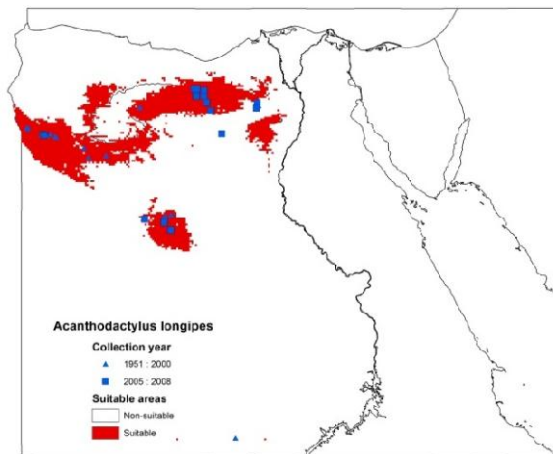 Acanthodactylus longipes
Collection year
1951 : 2000
2005 : 2008
Suitable areas
Non-suitable
Suitable